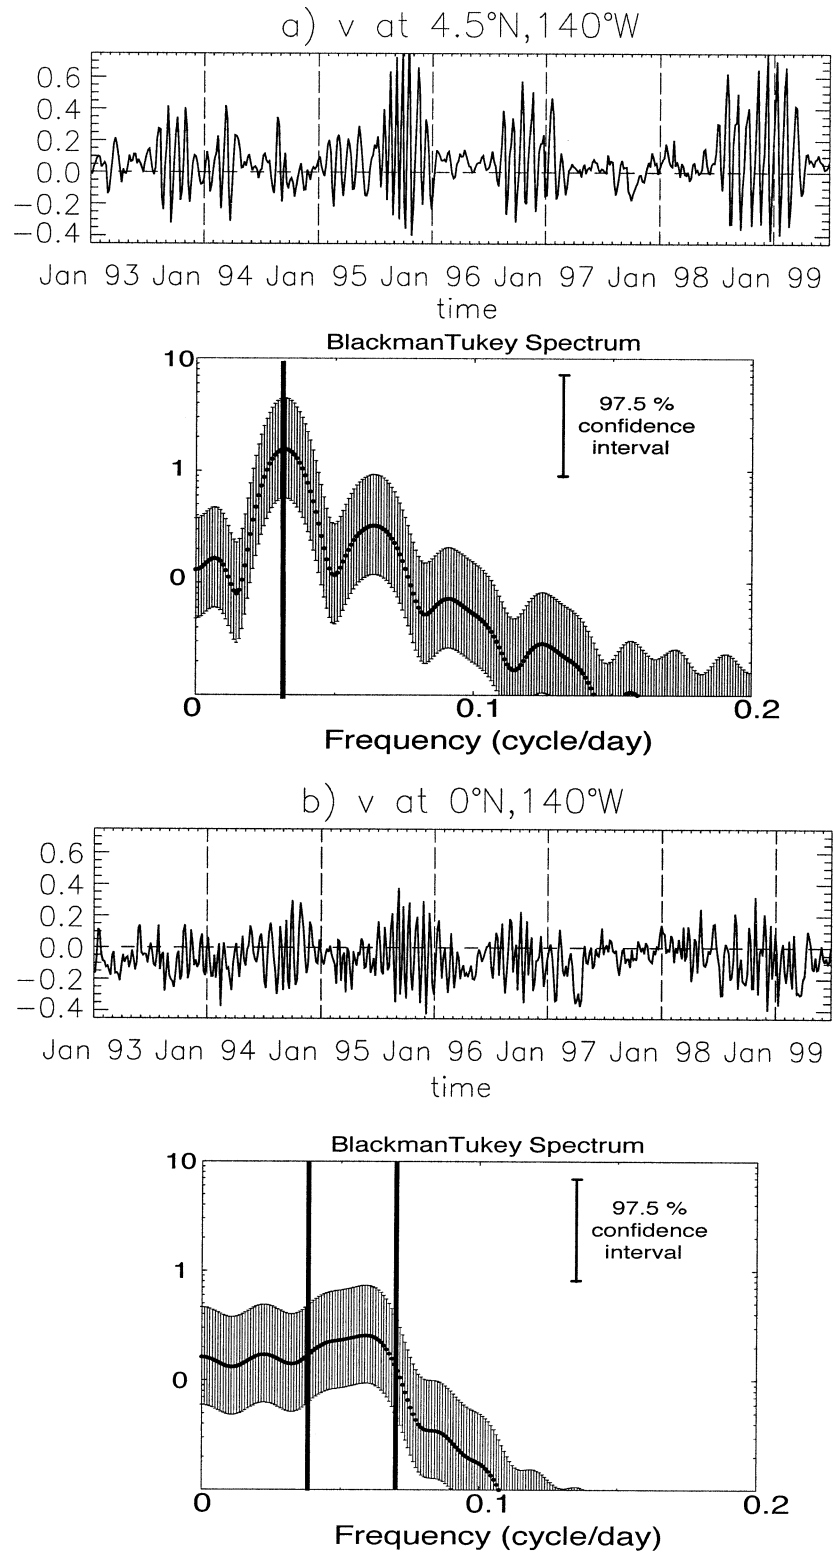 a) v at 4.5°N,140°W
0.6
0.4
0.2
0.0
−0.2
−0.4
Jan 93 Jan 94 Jan 95 Jan 96 Jan 97 Jan 98 Jan 99
time
BlackmanTukey Spectrum
10
97.5 %
confidence
interval
1
0
0 0.1 0.2
Frequency (cycle/day)
b) v at 0°N,140°W
0.6
0.4
0.2
0.0
−0.2
−0.4
Jan 93 Jan 94 Jan 95 Jan 96 Jan 97 Jan 98 Jan 99
time
BlackmanTukey Spectrum
10
97.5 %
confidence
interval
1
0
0 0.1 0.2
Frequency (cycle/day)